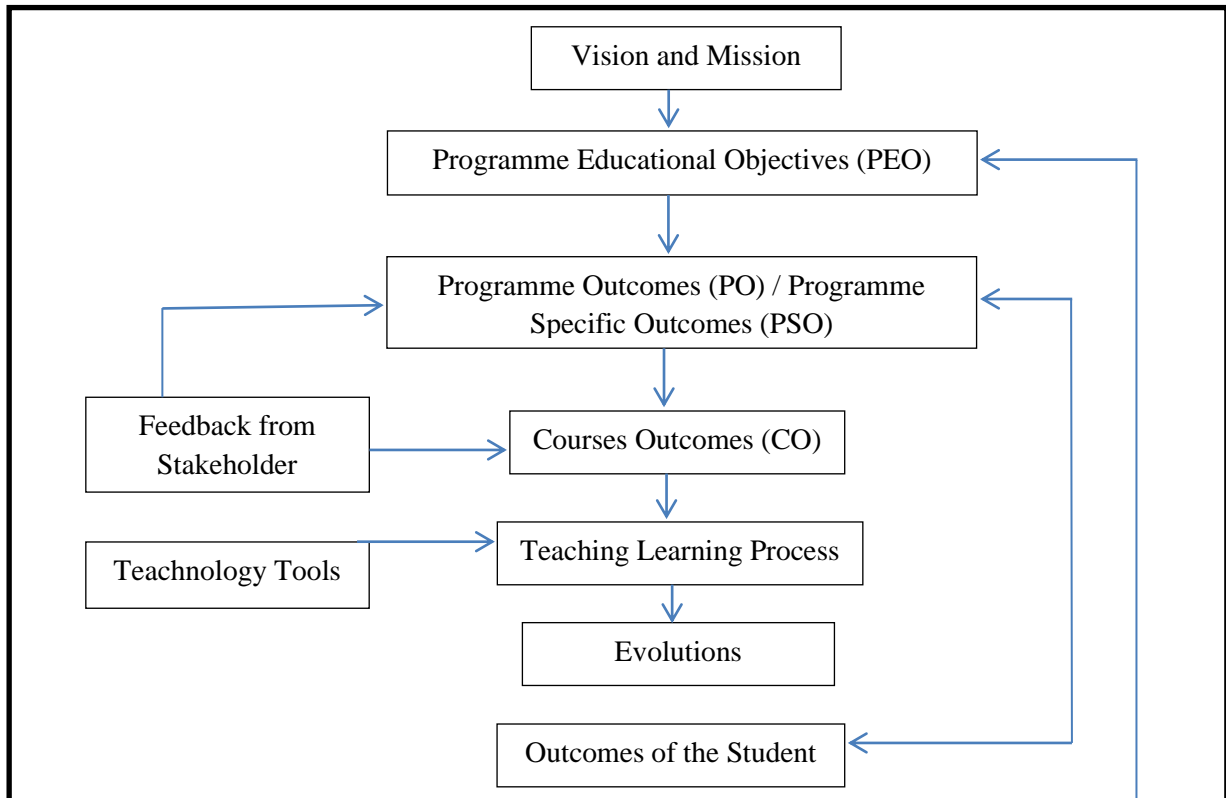 Vision and Mission
Programme Educational Objectives (PEO)
Programme Outcomes (PO) / Programme
Specific Outcomes (PSO)
Feedback from
Stakeholder
Courses Outcomes (CO)
Teaching Learning Process
Teachnology Tools
Evolutions
Outcomes of the Student